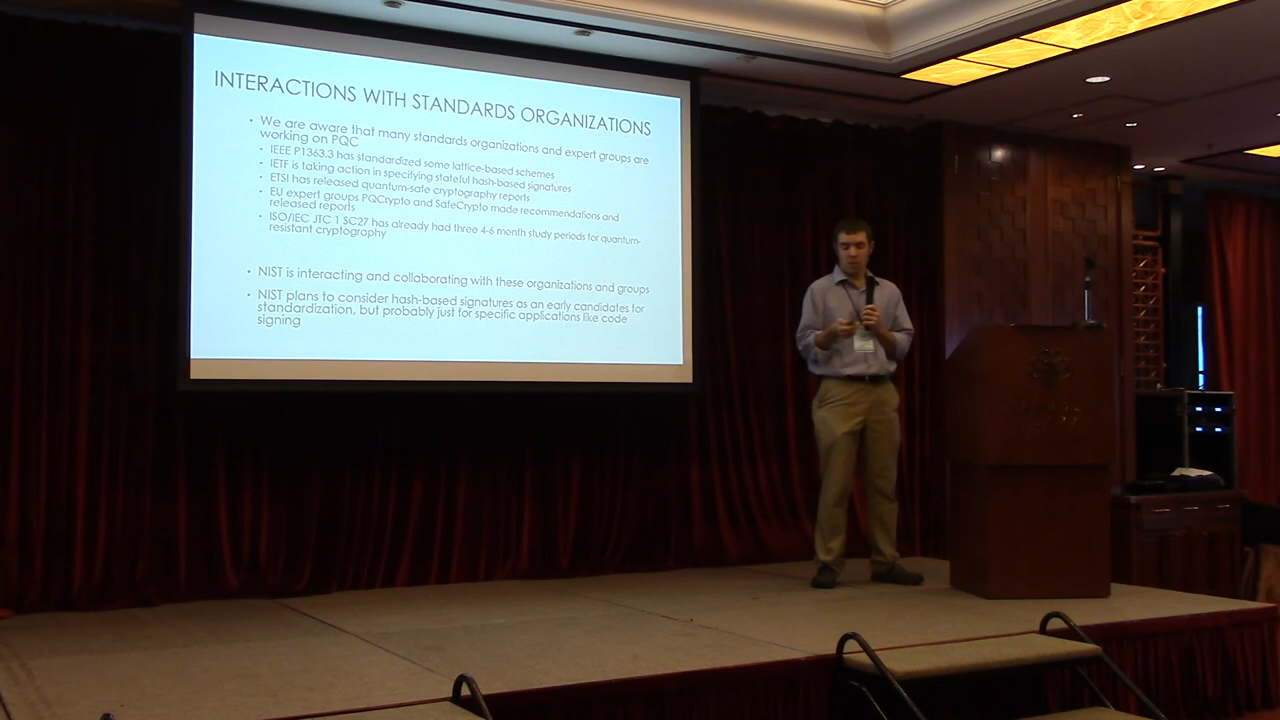 INTERACTIONS WITH STANDARDS ORGANIZATIONS
• We are aware that many standards organizations and expert groups are
working on PQC
• IEEE P1363.3 has standardized some lattice-based schemes
• IETF is taking action in specifying stateful hash-based signatures
• ETSI has released quantum-safe cryptography reports
• EU expert groups PQCrypto and SafeCrypto made recommendations and
released reports
• ISO/IEC JTC 1 SC27 has already had three 4-6 month study periods for quantum-
resistant cryptography
• NIST is interacting and collaborating with these organizations and groups
• NIST plans to consider hash-based signatures as an early candidates for
standardization, but probably just for specific applications like code
signing